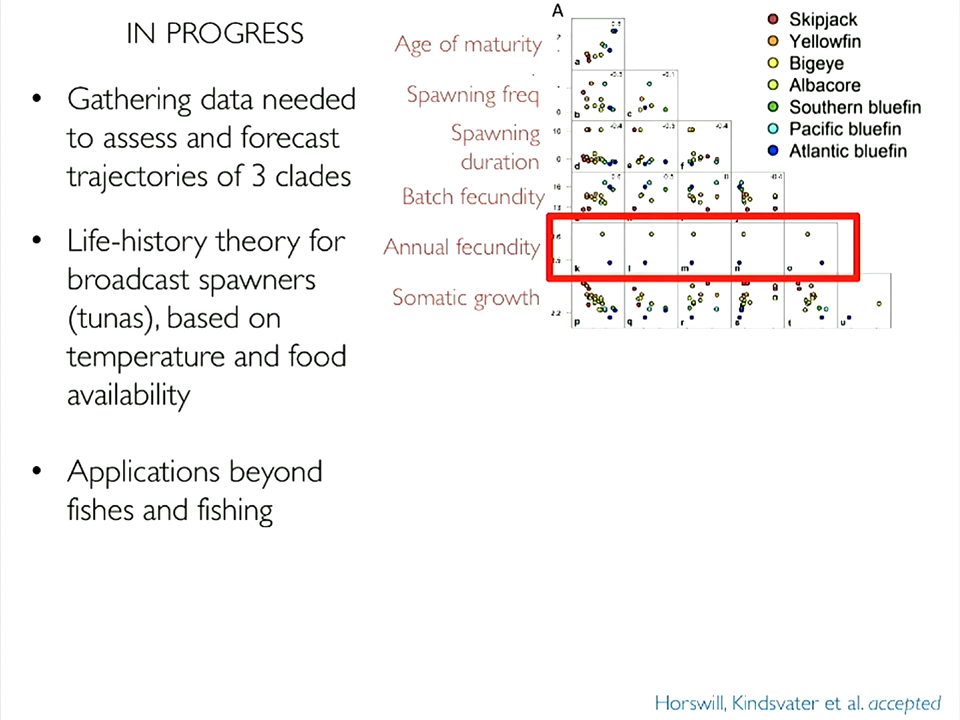 IN PROGRESS
• Gathering data needed
to assess and forecast
trajectories of 3 clades
• Life-history theory for
broadcast spawners
(tunas), based on
temperature and food
availability
• Applications beyond
fishes and fishing
A
Age of maturity
Spawning freq
Spawning
duration
Batch fecundity
Annual fecundity
Somatic growth
Skipjack
Yellowfin
Bigeye
Albacore
Southern bluefin
Pacific bluefin
Atlantic bluefin
a
b c
d e f
k l m n o
p q r s t u
Horswill, Kindsvater et al. accepted